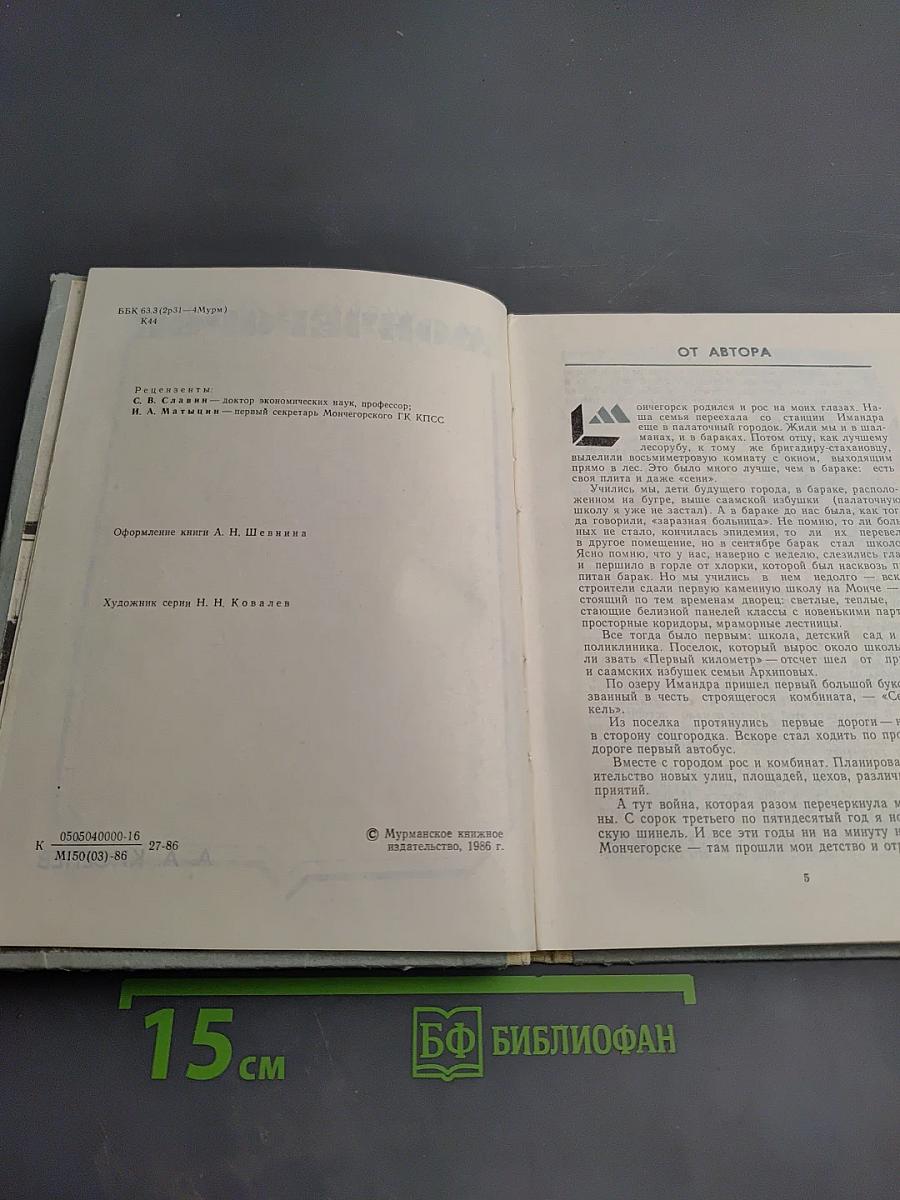 ББК 63.3(2р31—4Мурм)
К44
Рецензенты:
С. В. Славин — доктор экономических наук, профессор;
И. А. Матыцин — первый секретарь Мончегорского ГК КПСС
Оформление книги А. Н. Шевнина
Художник серии Н. Н. Ковалев
К 0505040000-16 27-86
М150(03)-86
© Мурманское книжное
издательство, 1986 г.
ОТ АВТОРА
ончегорск родился и рос на моих глазах. На-
ша семья переехала со станции Имандра
еще в палаточный городок. Жили мы и в шал-
манах, и в бараках. Потом отцу, как лучшему
лесорубу, к тому же бригадиру-стахановцу,
выделили восьмиметровую комнату с окном, выходящим
прямо в лес. Это было много лучше, чем в бараке: есть
своя плита и даже «сени».
Учились мы, дети будущего города, в бараке, располо-
женном на бугре, выше саамской избушки (палаточную
школу я уже не застал). А в бараке до нас была, как тог
да говорили, «заразная больница». Не помню, то ли боль
ных не стало, кончилась эпидемия, то ли их перевел
в другое помещение, но в сентябре барак стал школо
Ясно помню, что у нас, наверно с неделю, слезились гла
и першило в горле от хлорки, которой был насквозь п
питан барак. Но мы учились в нем недолго — вск
строители сдали первую каменную школу на Монче —
стоящий по тем временам дворец: светлые, теплые,
стающие белизной панелей классы с новенькими парт
просторные коридоры, мраморные лестницы.
Все тогда было первым: школа, детский сад и
поликлиника. Поселок, который вырос около школь
ли звать «Первый километр» — отсчет шел от пр
и саамских избушек семьи Архиповых.
По озеру Имандра пришел первый большой букс
званный в честь строящегося комбината, — «Се
кель».
Из поселка протянулись первые дороги — н
в сторону соцгородка. Вскоре стал ходить по про
дороге первый автобус.
Вместе с городом рос и комбинат. Планирова
ительство новых улиц, площадей, цехов, различн
приятий.
А тут война, которая разом перечеркнула м
ны. С сорок третьего по пятидесятый год я но
скую шинель. И все эти годы ни на минуту н
Мончегорске — там прошли мои детство и отр
5
15 см
БФ БИБЛИОФАН